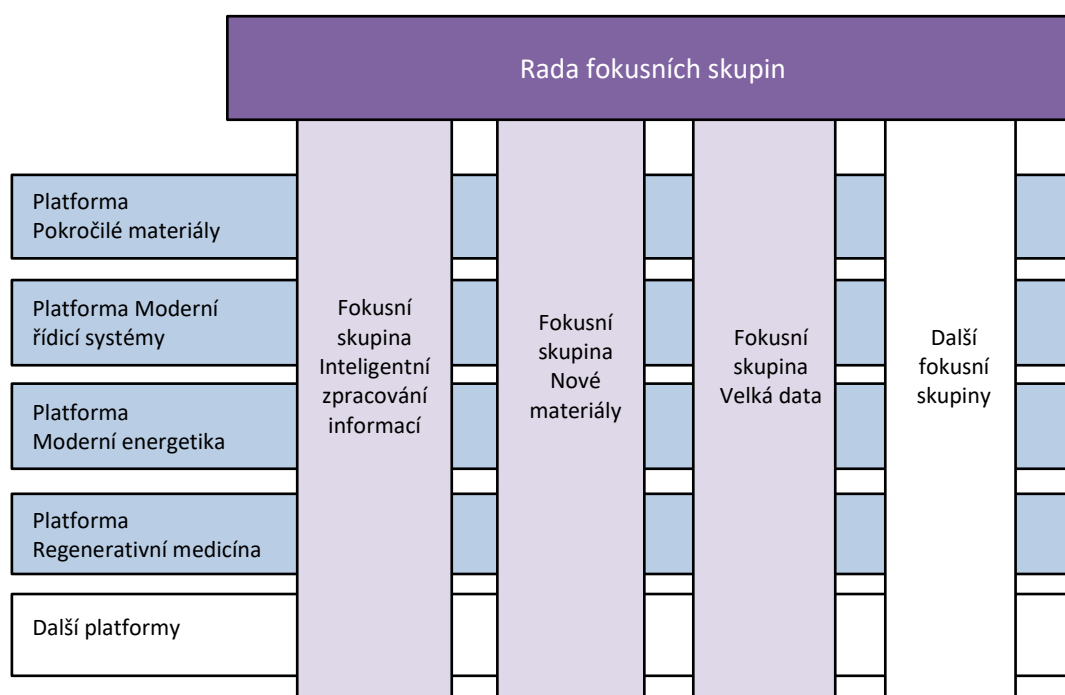 Rada fokusních skupin
Platforma
Pokročilé materiály
Platforma Moderní
řídicí systémy
Platforma
Moderní energetika
Platforma
Regenerativní medicína
Další platformy
Fokusní
skupina
Inteligentní
zpracování
informací
Fokusní
skupina
Nové
materiály
Fokusní
skupina
Velká data
Další
fokusní
skupiny